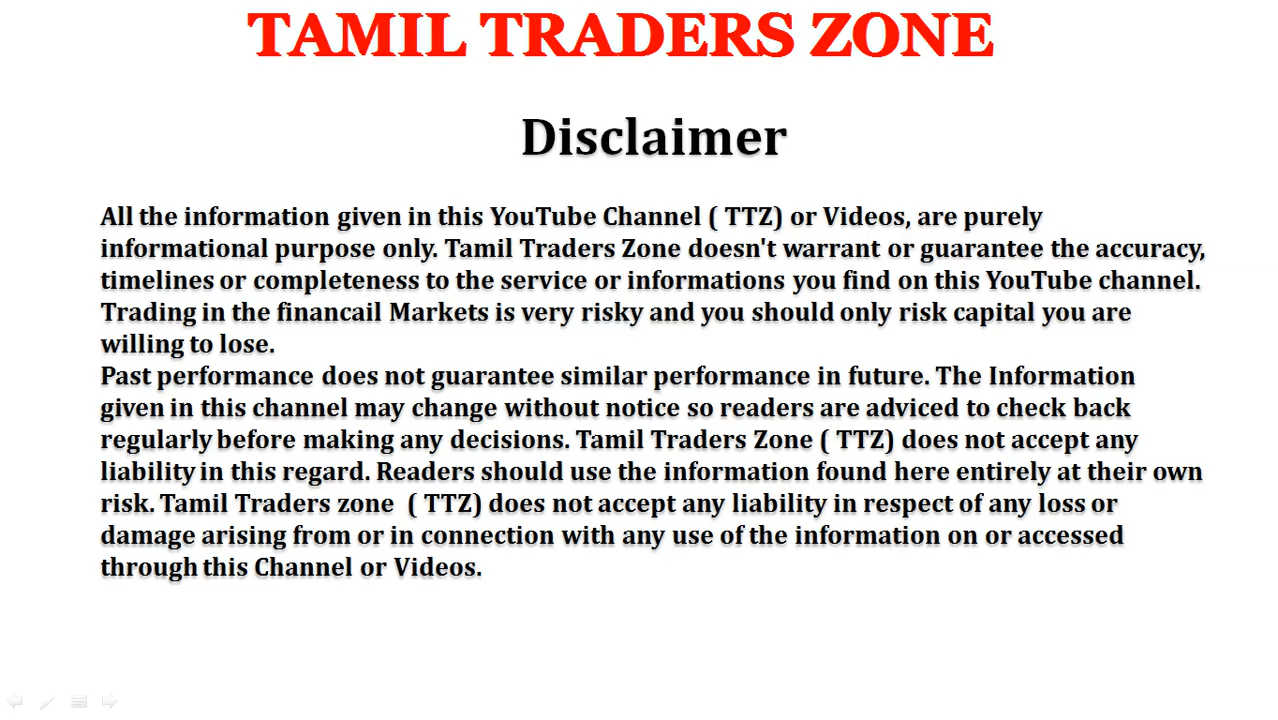 TAMIL TRADERS ZONE
Disclaimer
All the information given in this YouTube Channel ( TTZ) or Videos, are purely
informational purpose only. Tamil Traders Zone doesn't warrant or guarantee the accuracy,
timelines or completeness to the service or informations you find on this YouTube channel.
Trading in the financail Markets is very risky and you should only risk capital you are
willing to lose.
Past performance does not guarantee similar performance in future. The Information
given in this channel may change without notice so readers are adviced to check back
regularly before making any decisions. Tamil Traders Zone ( TTZ) does not accept any
liability in this regard. Readers should use the information found here entirely at their own
risk. Tamil Traders zone  ( TTZ) does not accept any liability in respect of any loss or
damage arising from or in connection with any use of the information on or accessed
through this Channel or Videos.